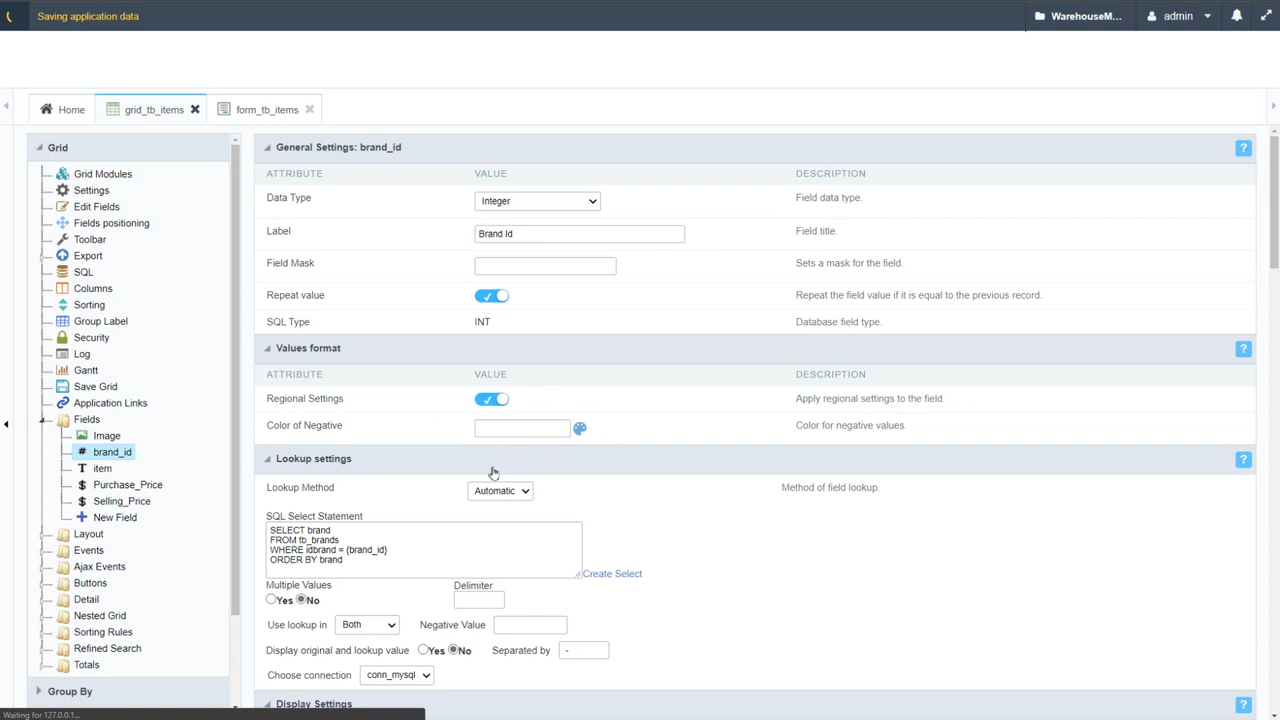 Saving application data
WarehouseM...
admin
Home
grid_tb_items
form_tb_items
Grid
Grid Modules
Settings
Edit Fields
Fields positioning
Toolbar
Export
SQL
Columns
Sorting
Group Label
Security
Log
Gantt
Save Grid
Application Links
Fields
Image
# brand_id
T item
$ Purchase_Price
$ Selling_Price
New Field
Layout
Events
Ajax Events
Buttons
Detail
Nested Grid
Sorting Rules
Refined Search
Totals
Group By
General Settings: brand_id ?
ATTRIBUTE VALUE DESCRIPTION
Data Type Integer Field data type.
Label Brand Id Field title.
Field Mask Sets a mask for the field.
Repeat value Repeat the field value if it is equal to the previous record.
SQL Type INT Database field type.
Values format ?
ATTRIBUTE VALUE DESCRIPTION
Regional Settings Apply regional settings to the field.
Color of Negative Color for negative values.
Lookup settings ?
Lookup Method Automatic Method of field lookup.
SQL Select Statement
SELECT brand
FROM tb_brands
WHERE idbrand = {brand_id}
ORDER BY brand
Create Select
Multiple Values Delimiter
Yes No
Use lookup in Both Negative Value
Display original and lookup value Yes No Separated by -
Choose connection conn_mysql
Display Settings ?
Waiting for 127.0.0.1...